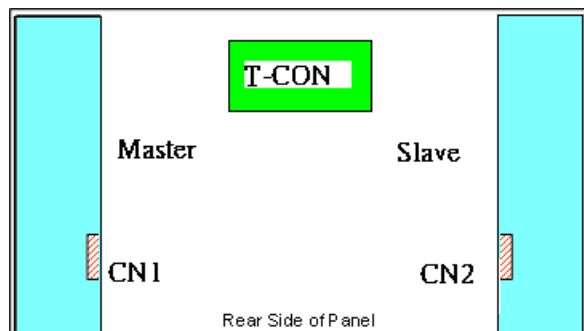 T-CON
Master
Slave
CN1
CN2
Rear Side of Panel